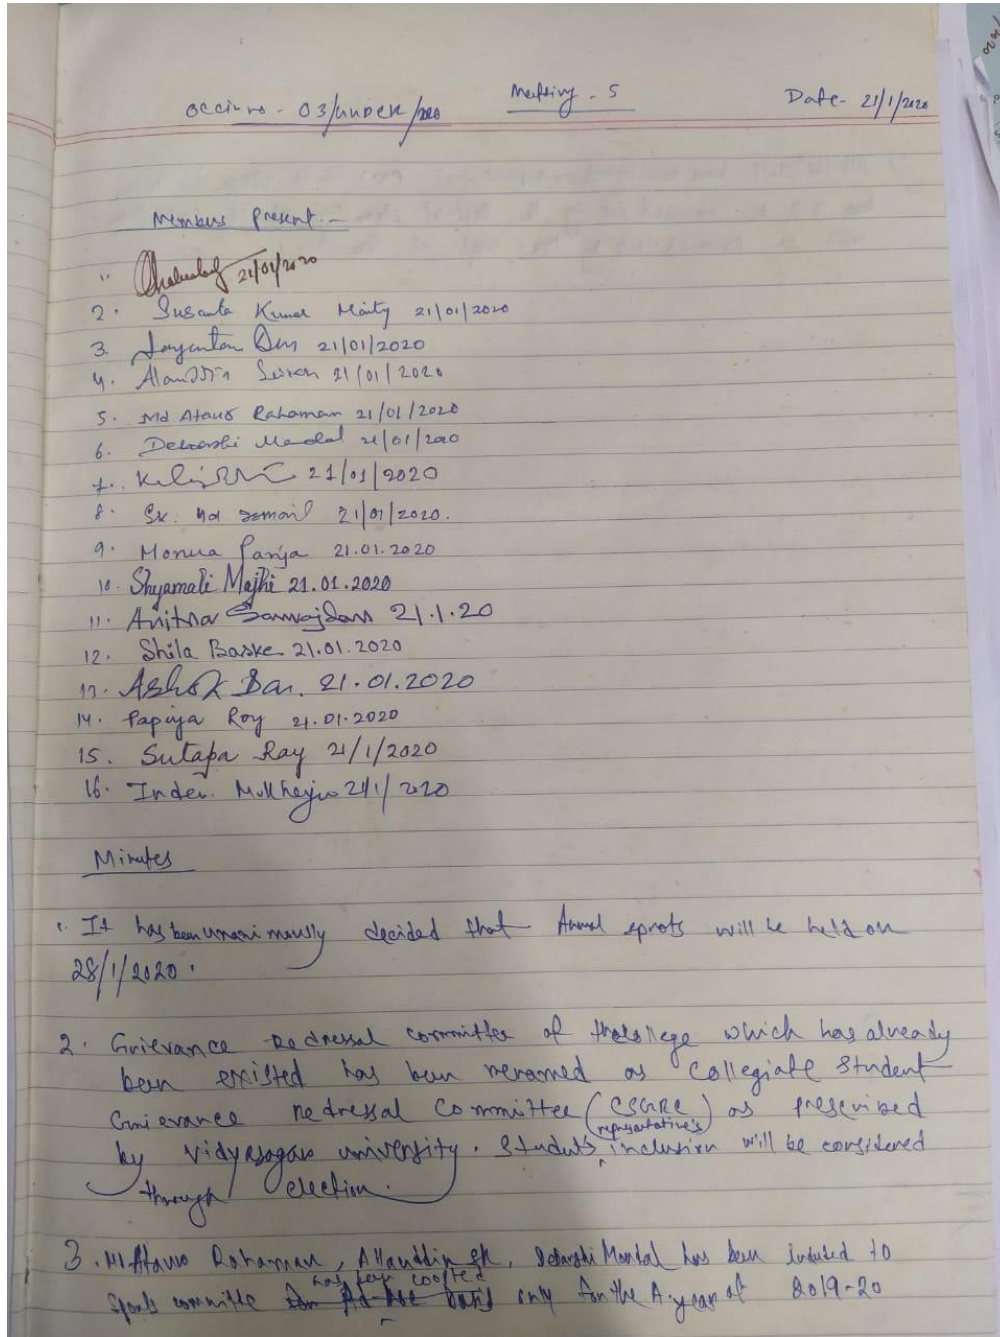 Meeting - 5
Date - 21/1/2020
Members Present :-
1. 21/01/2020
2. Susanta Kumar Maity 21/01/2020
3. Jayanta Das 21/01/2020
4. 21/01/2020
5. Md Ataur Rahaman 21/01/2020
6. Debarshi Mandal 21/01/2020
7. 21/01/2020
8. Sk. Md Ismail 21/01/2020.
9. Monua Panja 21.01.2020
10. Shyamali Majhi 21.01.2020
11. 21.1.20
12. Shila Baske 21.01.2020
13. Ashok Das. 21.01.2020
14. Papiya Roy 21.01.2020
15. Sutapa Ray 21/1/2020
16. 21/1/2020
Minutes
1. It has been unanimously decided that Annual sprots will be held on
28/1/2020.
2. Grievance Redressal committee of the college which has already
been existed has been renamed as Collegiate Student
Grievance Redressal Committee (CSGRC) as prescribed
by Vidyasagar university. Students representative's inclusion will be considered
through election.
3. Md Ataur Rahaman, Allauddin Sk, Debarshi Mandal has been included to
sports committe has been coopted only for the A. year of 2019-20